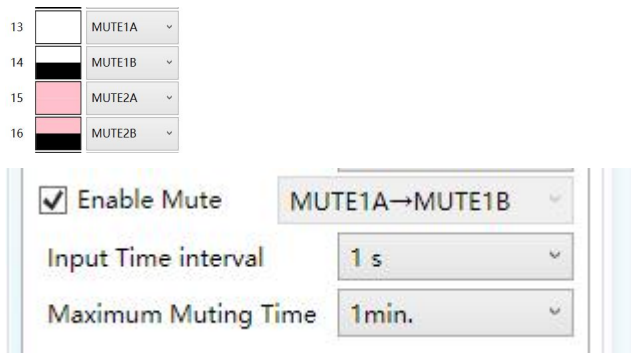 13 MUTE1A
14 MUTE1B
15 MUTE2A
16 MUTE2B
Enable Mute MUTE1A→MUTE1B
Input Time interval 1 s
Maximum Muting Time 1min.